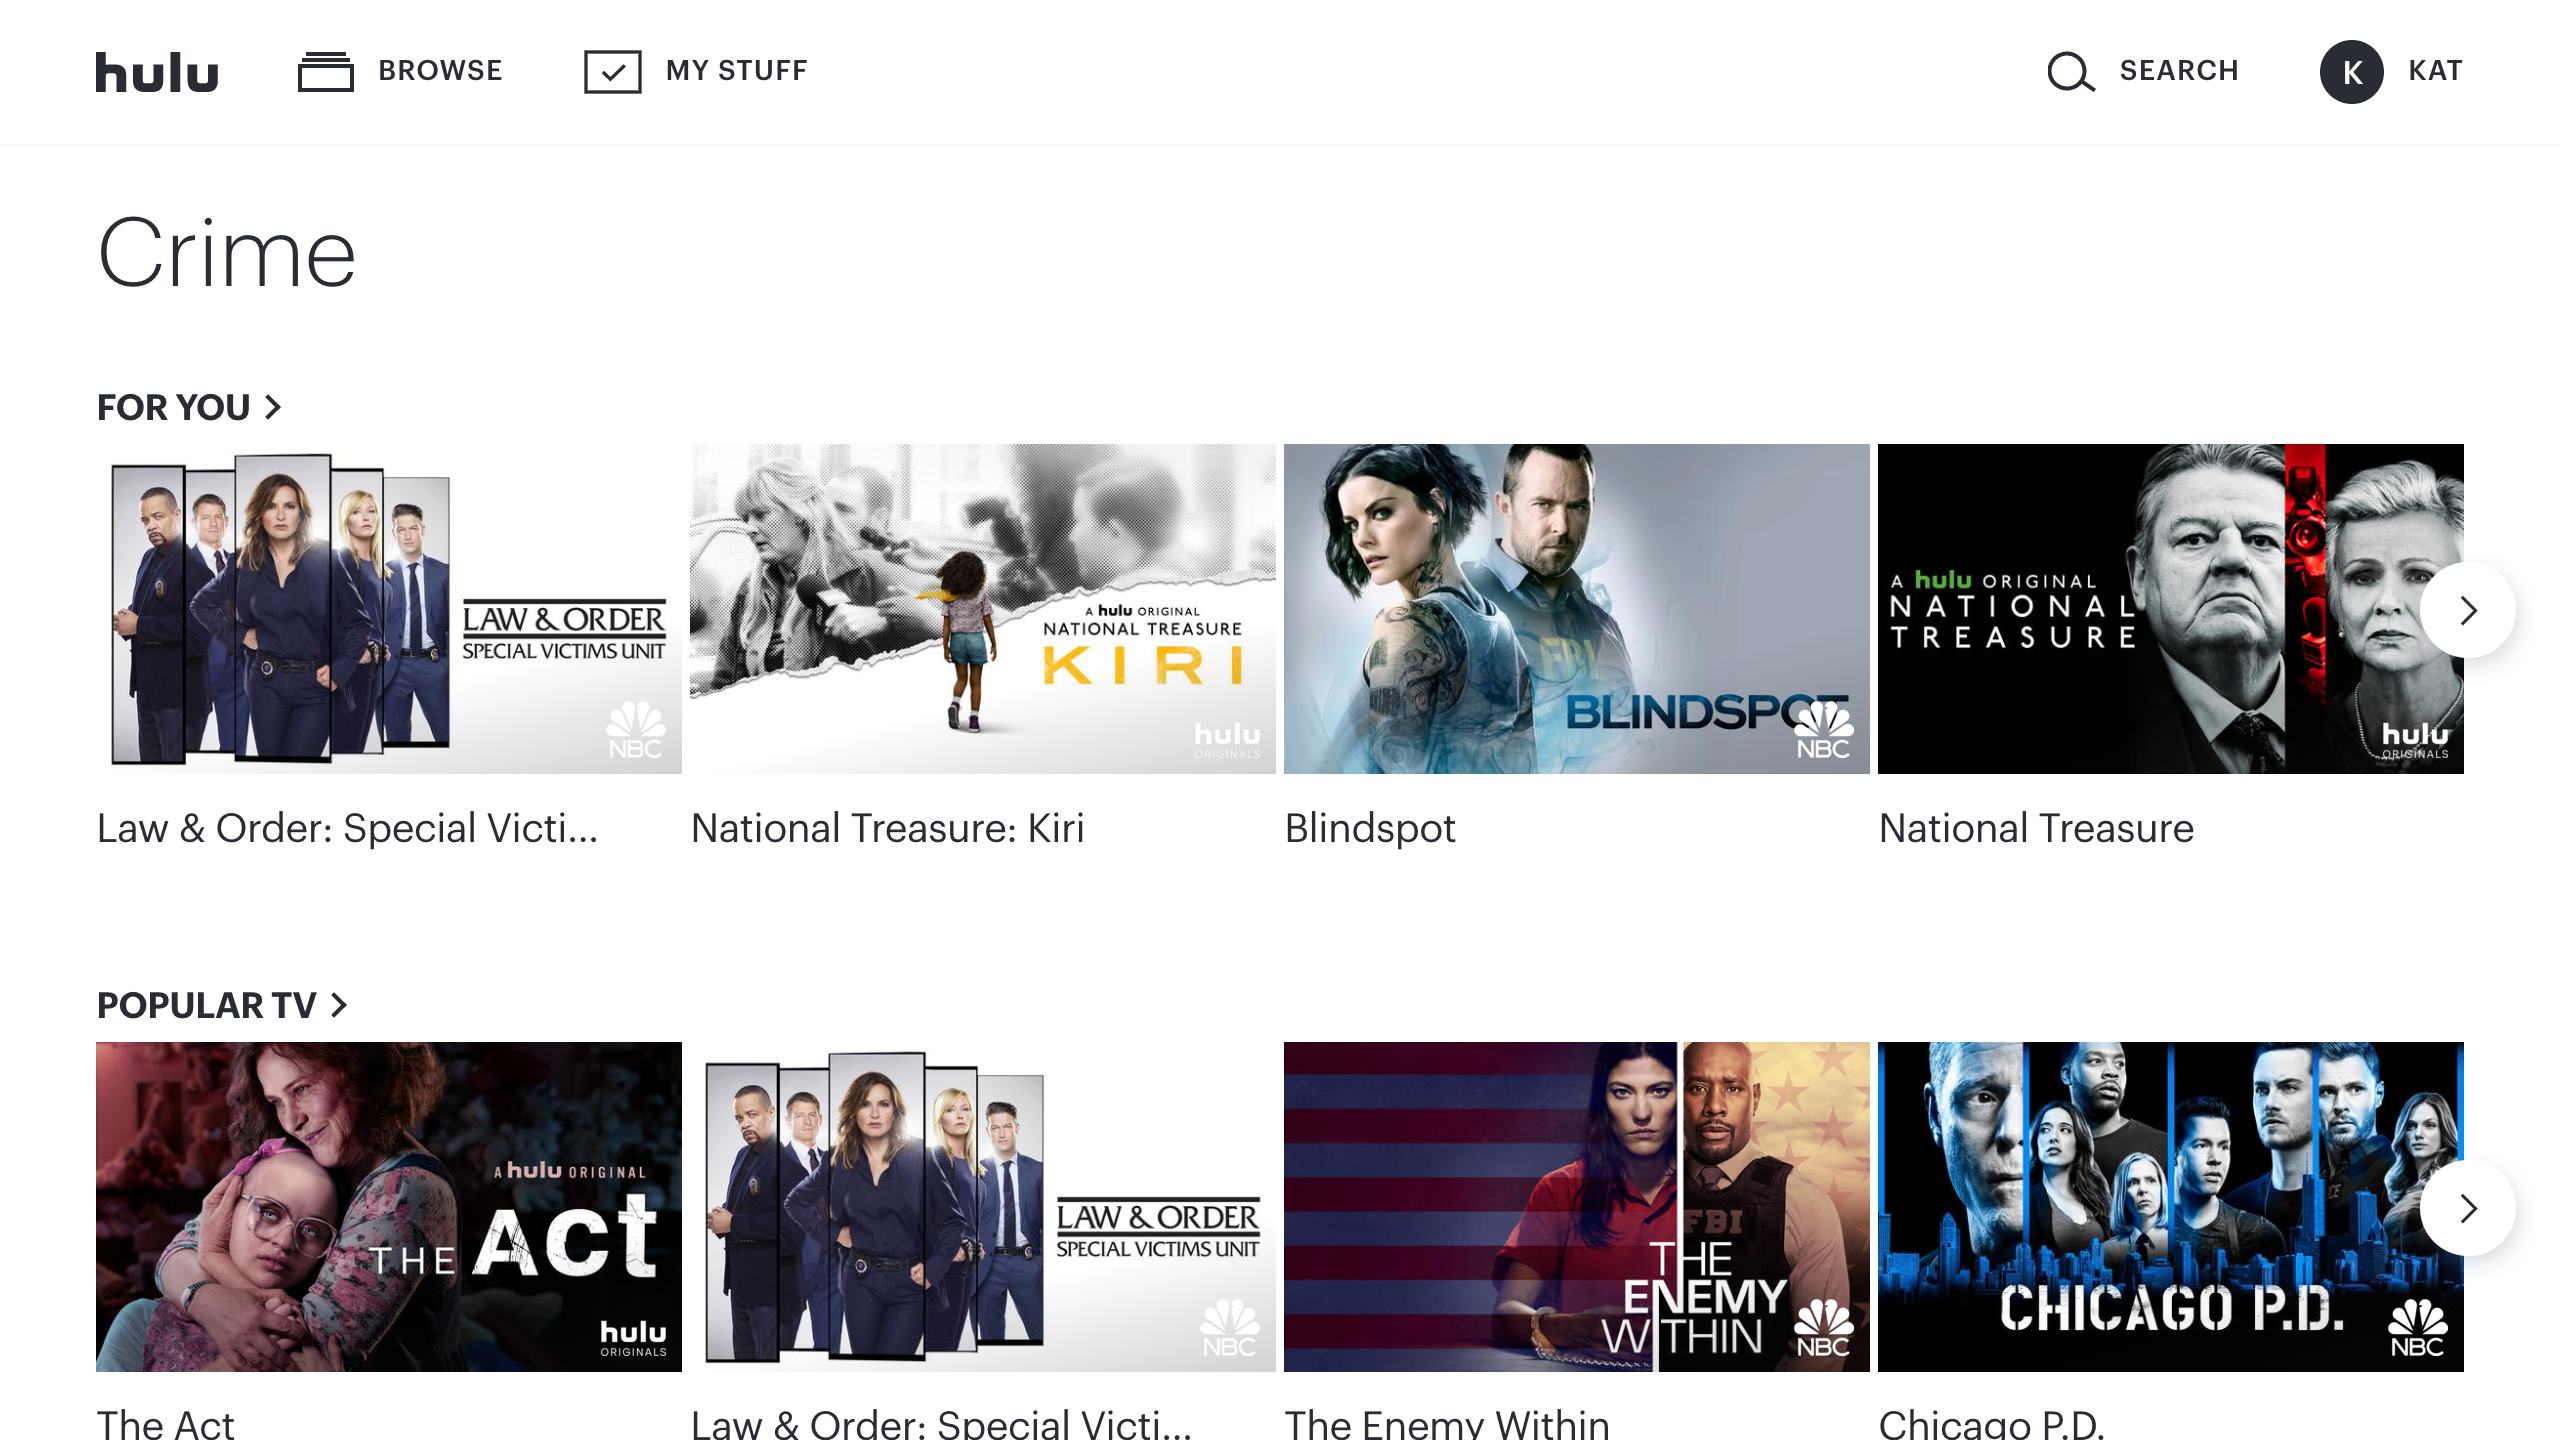 hulu BROWSE MY STUFF SEARCH K KAT
Crime
FOR YOU
LAW & ORDER
SPECIAL VICTIMS UNIT
NBC
A hulu ORIGINAL
NATIONAL TREASURE
KIRI
hulu
ORIGINALS
FBI
BLINDSPOT
NBC
A hulu ORIGINAL
NATIONAL
TREASURE
hulu
ORIGINALS
Law & Order: Special Victi...
National Treasure: Kiri
Blindspot
National Treasure
POPULAR TV
A hulu ORIGINAL
THE ACT
hulu
ORIGINALS
LAW & ORDER
SPECIAL VICTIMS UNIT
NBC
FBI
THE
ENEMY
WITHIN
NBC
CHICAGO P.D.
NBC
The Act
Law & Order: Special Victi...
The Enemy Within
Chicago P.D.